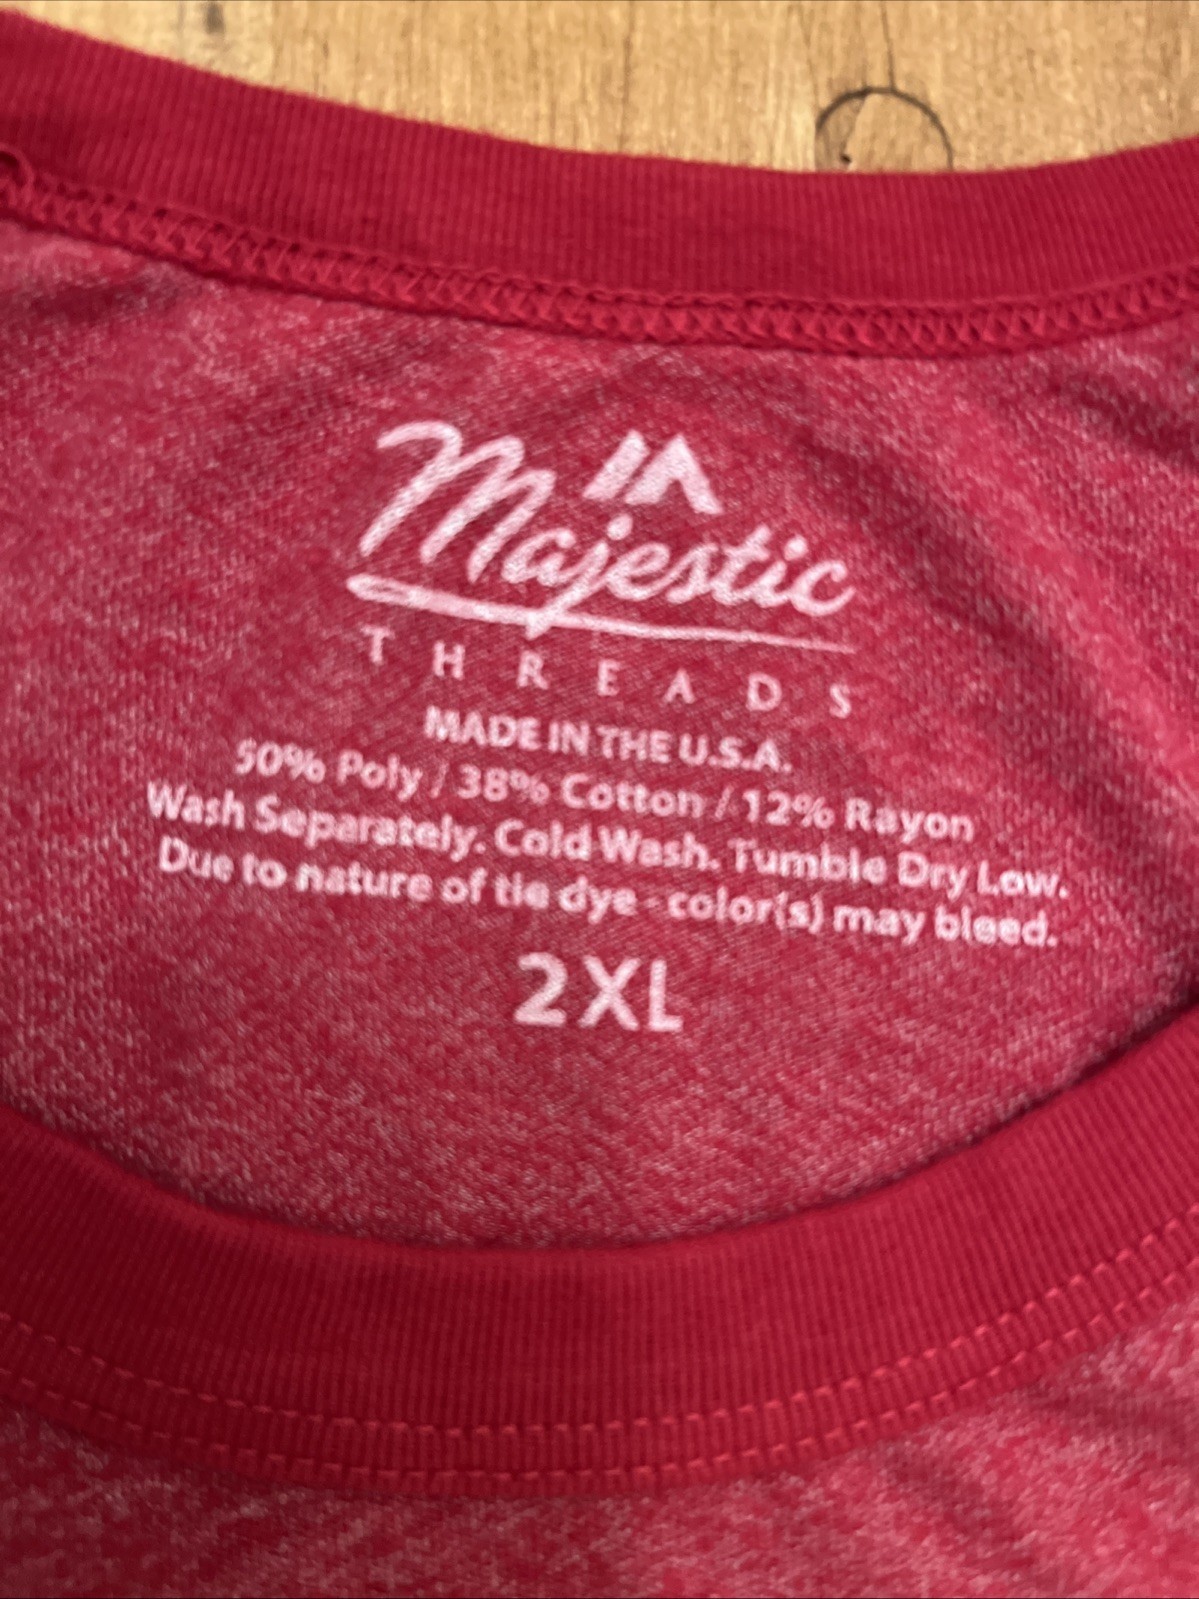 Majestic
THREADS
MADE IN THE U.S.A.
50% Poly / 38% Cotton / 12% Rayon
Wash Separately. Cold Wash. Tumble Dry Low.
Due to nature of tie dye - color(s) may bleed.
2XL